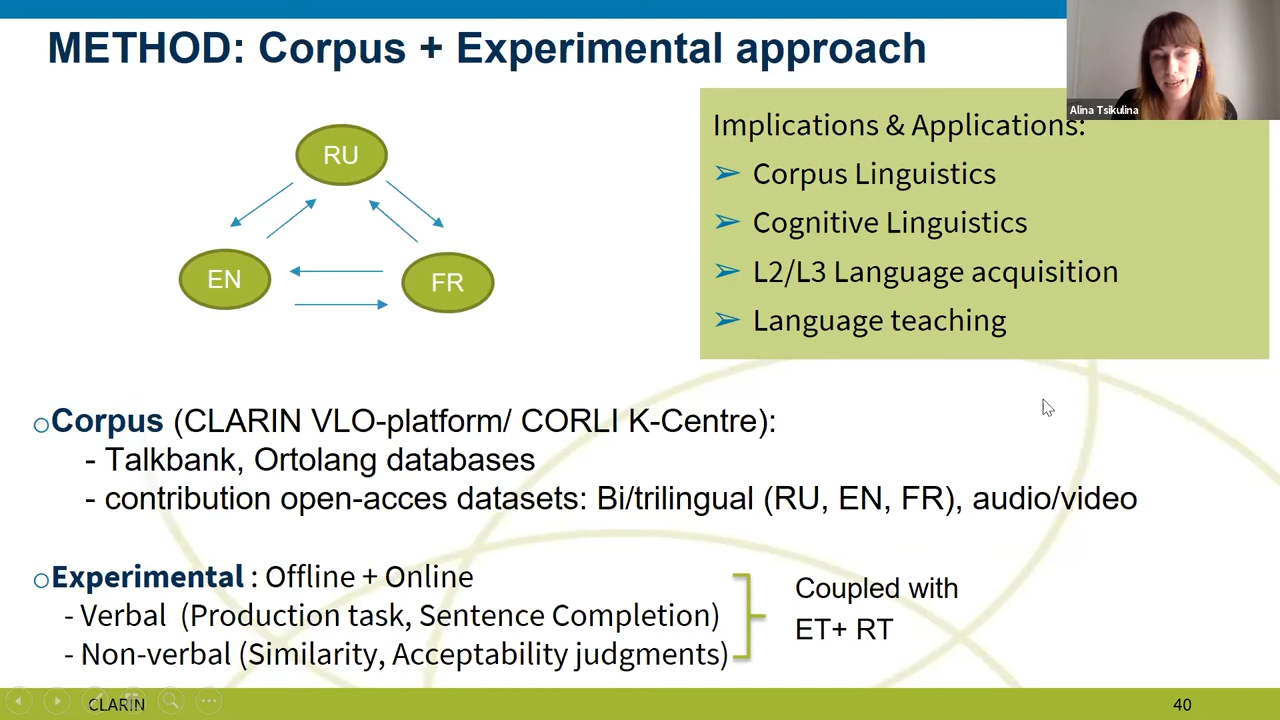 METHOD: Corpus + Experimental approach
Alina Tsikulina
RU
EN
FR
Implications & Applications:
➢ Corpus Linguistics
➢ Cognitive Linguistics
➢ L2/L3 Language acquisition
➢ Language teaching
○Corpus (CLARIN VLO-platform/ CORLI K-Centre):
- Talkbank, Ortolang databases
- contribution open-acces datasets: Bi/trilingual (RU, EN, FR), audio/video
○Experimental : Offline + Online
- Verbal (Production task, Sentence Completion)
- Non-verbal (Similarity, Acceptability judgments)
Coupled with
ET+ RT
CLARIN
40